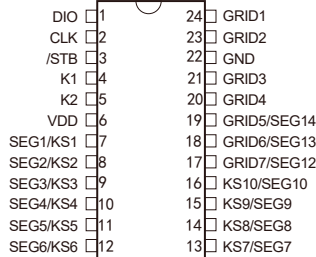 DIO 1 24 GRID1
CLK 2 23 GRID2
/STB 3 22 GND
K1 4 21 GRID3
K2 5 20 GRID4
VDD 6 19 GRID5/SEG14
SEG1/KS1 7 18 GRID6/SEG13
SEG2/KS2 8 17 GRID7/SEG12
SEG3/KS3 9 16 KS10/SEG10
SEG4/KS4 10 15 KS9/SEG9
SEG5/KS5 11 14 KS8/SEG8
SEG6/KS6 12 13 KS7/SEG7